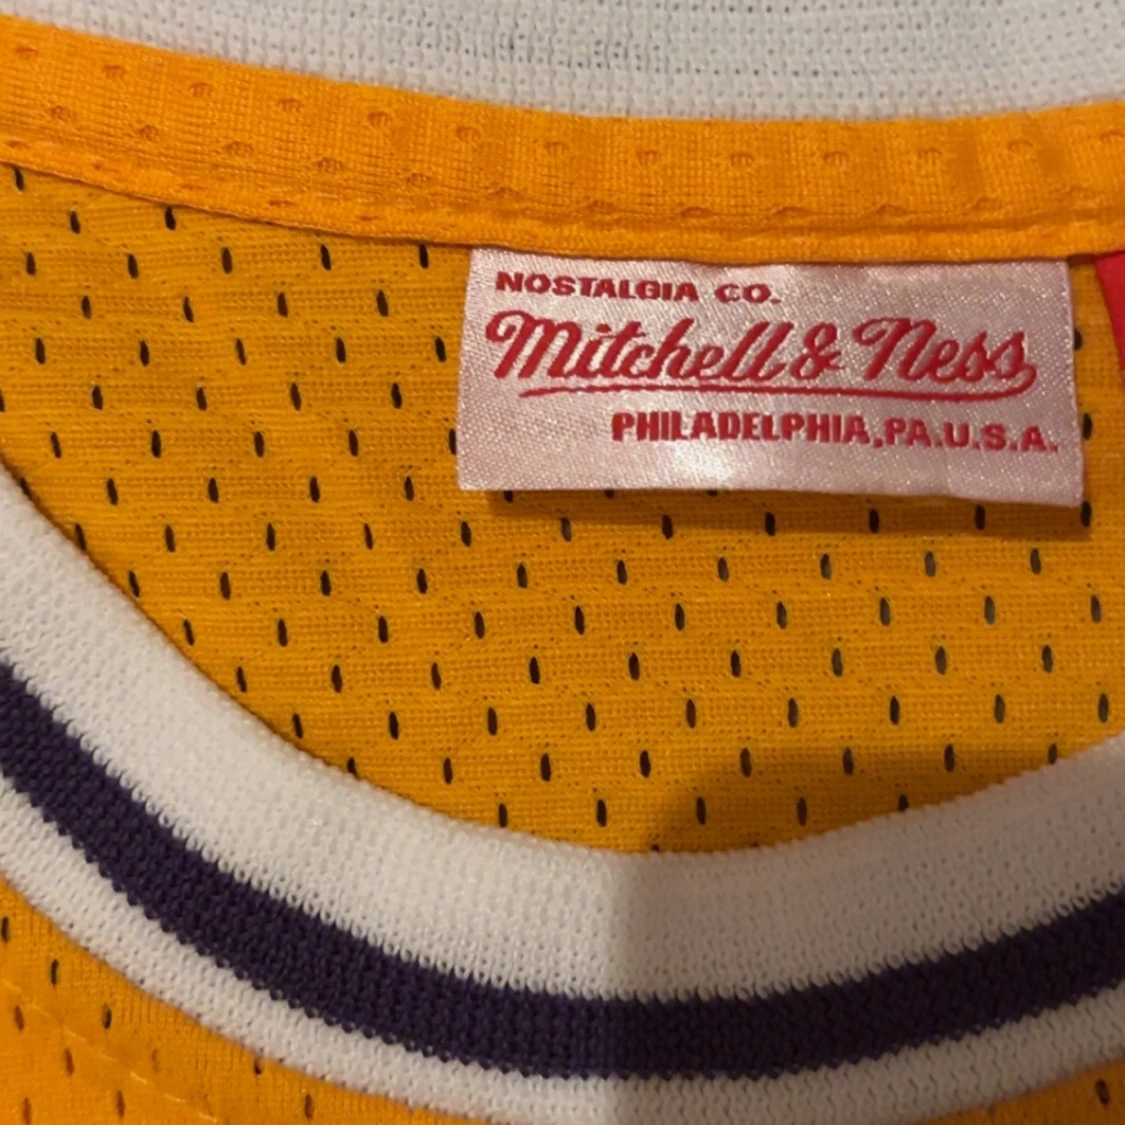 NOSTALGIA CO.
Mitchell & Ness
PHILADELPHIA, PA. U.S.A.